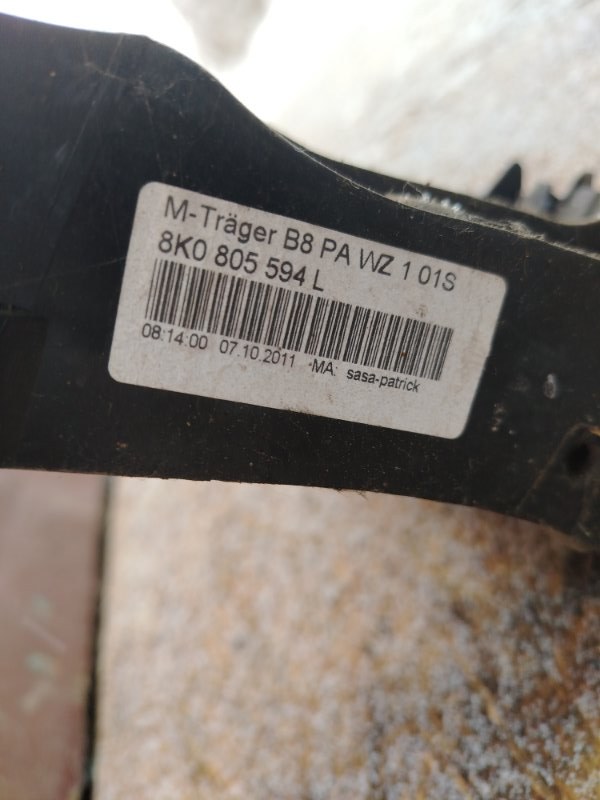 M-Träger B8 PA WZ 1 01S
8K0 805 594 L
08:14:00 07.10.2011 -MA: sasa-patrick